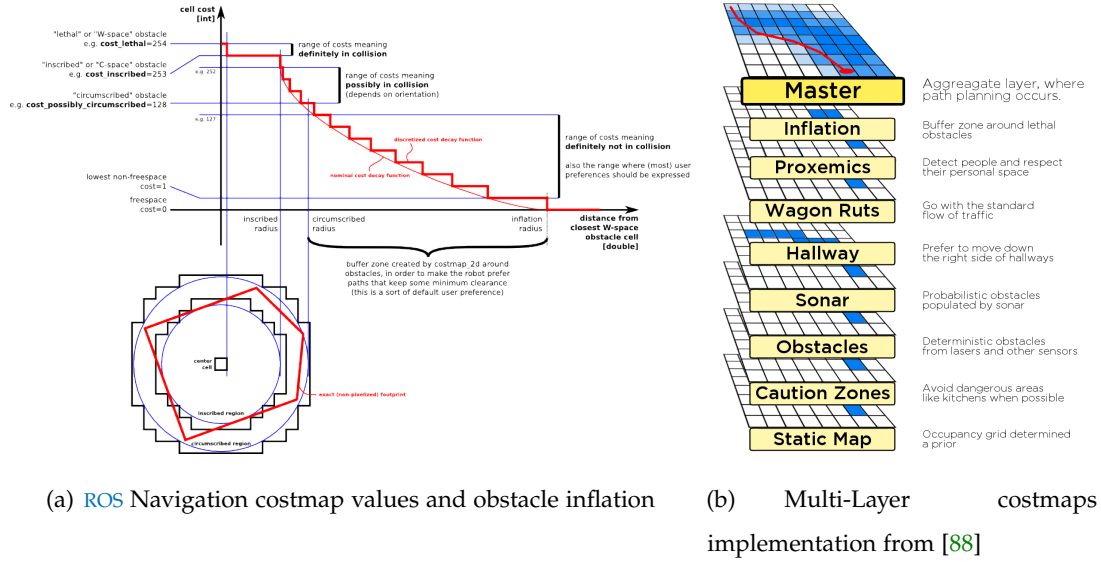 cell cost
[int]
"lethal" or "W-space" obstacle
e.g. cost_lethal=254
"inscribed" or "C-space" obstacle
e.g. cost_inscribed=253
e.g. 252
"circumscribed" obstacle
e.g. cost_possibly_circumscribed=128
e.g. 127
lowest non-freespace
cost=1
freespace
cost=0
range of costs meaning
definitely in collision
range of costs meaning
possibly in collision
(depends on orientation)
range of costs meaning
definitely not in collision
also the range where (most) user
preferences should be expressed
discretized cost decay function
nominal cost decay function
inscribed
radius
circumscribed
radius
inflation
radius
distance from
closest W-space
obstacle cell
[double]
buffer zone created by costmap_2d around
obstacles, in order to make the robot prefer
paths that keep some minimum clearance
(this is a sort of default user preference)
center
cell
exact (non-pixelized) footprint
inscribed region
circumscribed region
(a) ROS Navigation costmap values and obstacle inflation
Master
Aggreagate layer, where
path planning occurs.
Inflation
Buffer zone around lethal
obstacles
Proxemics
Detect people and respect
their personal space
Wagon Ruts
Go with the standard
flow of traffic
Hallway
Prefer to move down
the right side of hallways
Sonar
Probabilistic obstacles
populated by sonar
Obstacles
Deterministic obstacles
from lasers and other sensors
Caution Zones
Avoid dangerous areas
like kitchens when possible
Static Map
Occupancy grid determined
a prior
(b) Multi-Layer costmaps
implementation from [88]